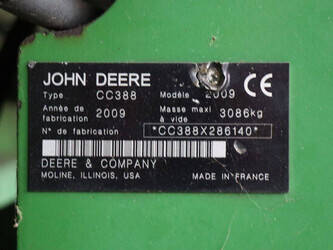 JOHN DEERE CE
Type CC388 Modèle 2009
Année de fabrication 2009 Masse maxi à vide 3086kg
N° de fabrication *CC388X286140*
DEERE & COMPANY
MOLINE, ILLINOIS, USA MADE IN FRANCE